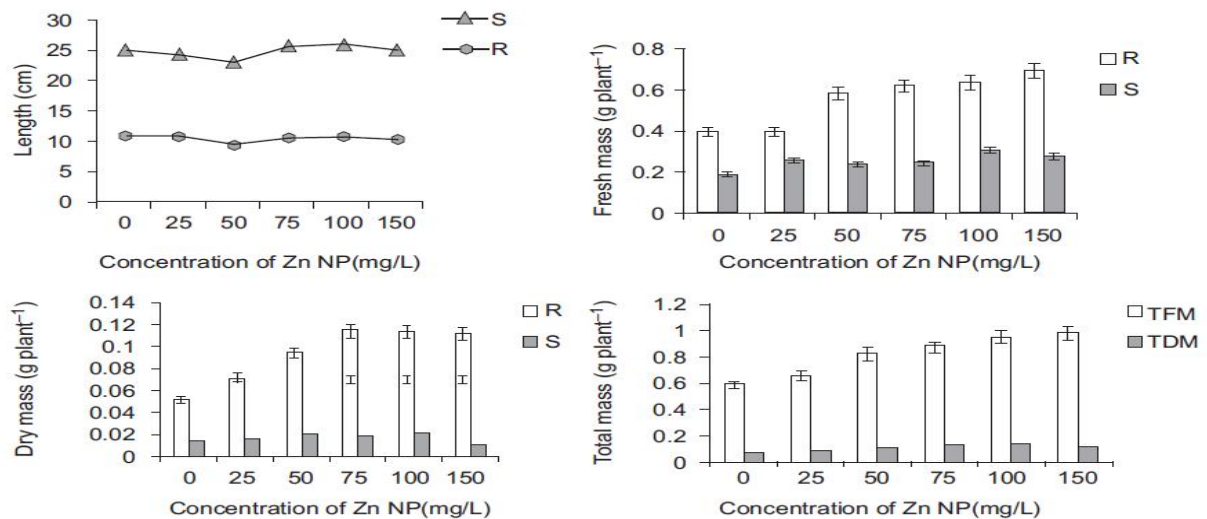 Length (cm)
30
25
20
15
10
5
0
S
R
0 25 50 75 100 150
Concentration of Zn NP(mg/L)
Fresh mass (g plant⁻¹)
0.8
0.6
0.4
0.2
0
R
S
0 25 50 75 100 150
Concentration of Zn NP(mg/L)
Dry mass (g plant⁻¹)
0.14
0.12
0.1
0.08
0.06
0.04
0.02
0
R
S
0 25 50 75 100 150
Concentration of Zn NP(mg/L)
Total mass (g plant⁻¹)
1.2
1
0.8
0.6
0.4
0.2
0
TFM
TDM
0 25 50 75 100 150
Concentration of Zn NP(mg/L)